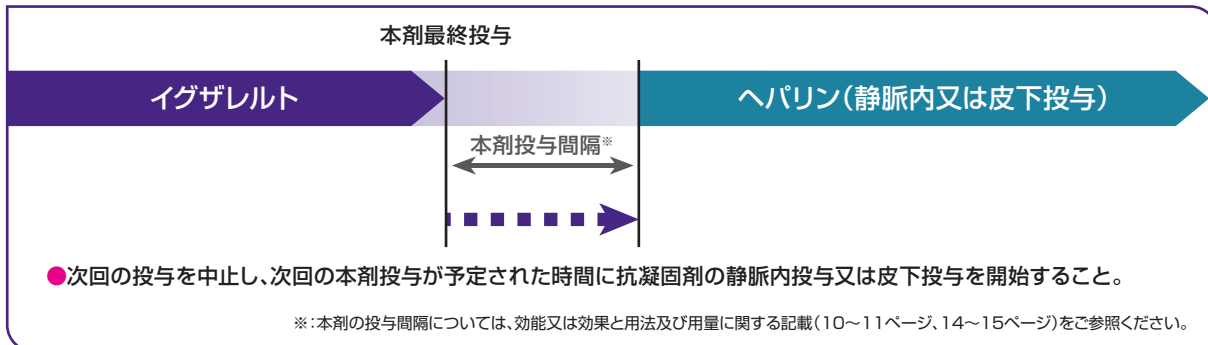 本剤最終投与
イグザレルト
ヘパリン(静脈内又は皮下投与)
本剤投与間隔※
●次回の投与を中止し、次回の本剤投与が予定された時間に抗凝固剤の静脈内投与又は皮下投与を開始すること。
※:本剤の投与間隔については、効能又は効果と用法及び用量に関する記載(10〜11ページ、14〜15ページ)をご参照ください。